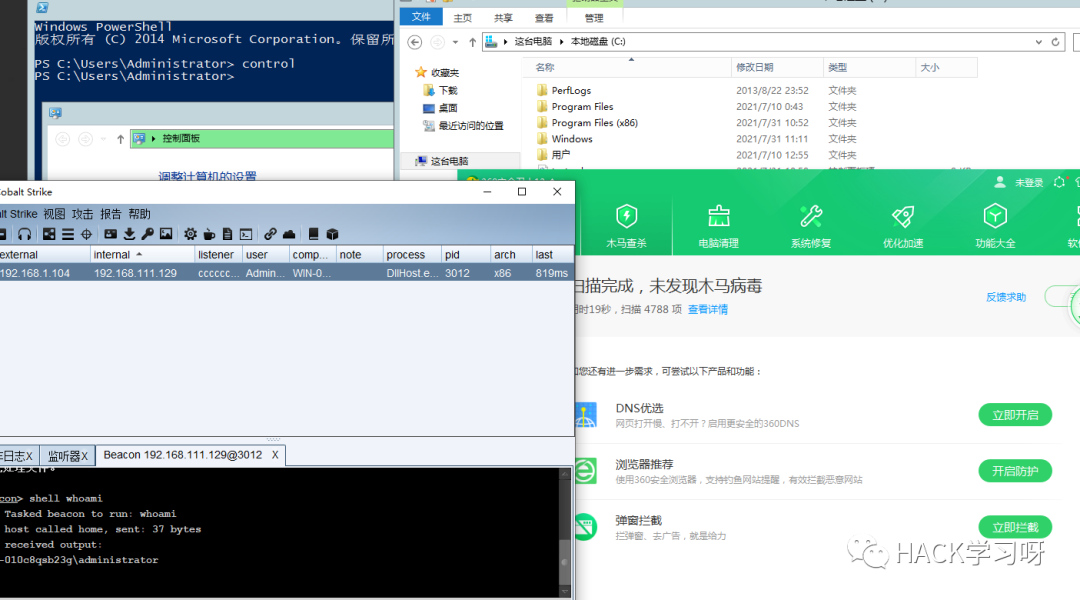 Windows PowerShell
版权所有 (C) 2014 Microsoft Corporation。保留所
PS C:\Users\Administrator> control
PS C:\Users\Administrator>
控制面板
调整计算机的设置
文件 主页 共享 查看 管理
这台电脑 本地磁盘 (C:)
收藏夹
下载
桌面
最近访问的位置
这台电脑
名称 修改日期 类型 大小
PerfLogs 2013/8/22 23:52 文件夹
Program Files 2021/7/10 0:43 文件夹
Program Files (x86) 2021/7/31 10:52 文件夹
Windows 2021/7/31 11:11 文件夹
用户 2021/7/10 12:55 文件夹
obalt Strike
lt Strike 视图 攻击 报告 帮助
external internal listener user comp... note process pid arch last
192.168.1.104 192.168.111.129 cccccc... Admin... WIN-0... DllHost.e... 3012 x86 819ms
日志X 监听器X Beacon 192.168.111.129@3012 X
con> shell whoami
Tasked beacon to run: whoami
host called home, sent: 37 bytes
received output:
-010c8qsb23g\administrator
未登录
木马查杀 电脑清理 系统修复 优化加速 功能大全 软
扫描完成，未发现木马病毒
用时19秒，扫描 4788 项 查看详情
反馈求助
如您还有进一步需求，可尝试以下产品和功能：
DNS优选
网页打开慢、打不开？启用更安全的360DNS
立即开启
浏览器推荐
使用360安全浏览器，支持钓鱼网站提醒，有效拦截恶意网站
开启防护
弹窗拦截
拦弹窗、去广告，就是给力
立即拦截
HACK学习呀